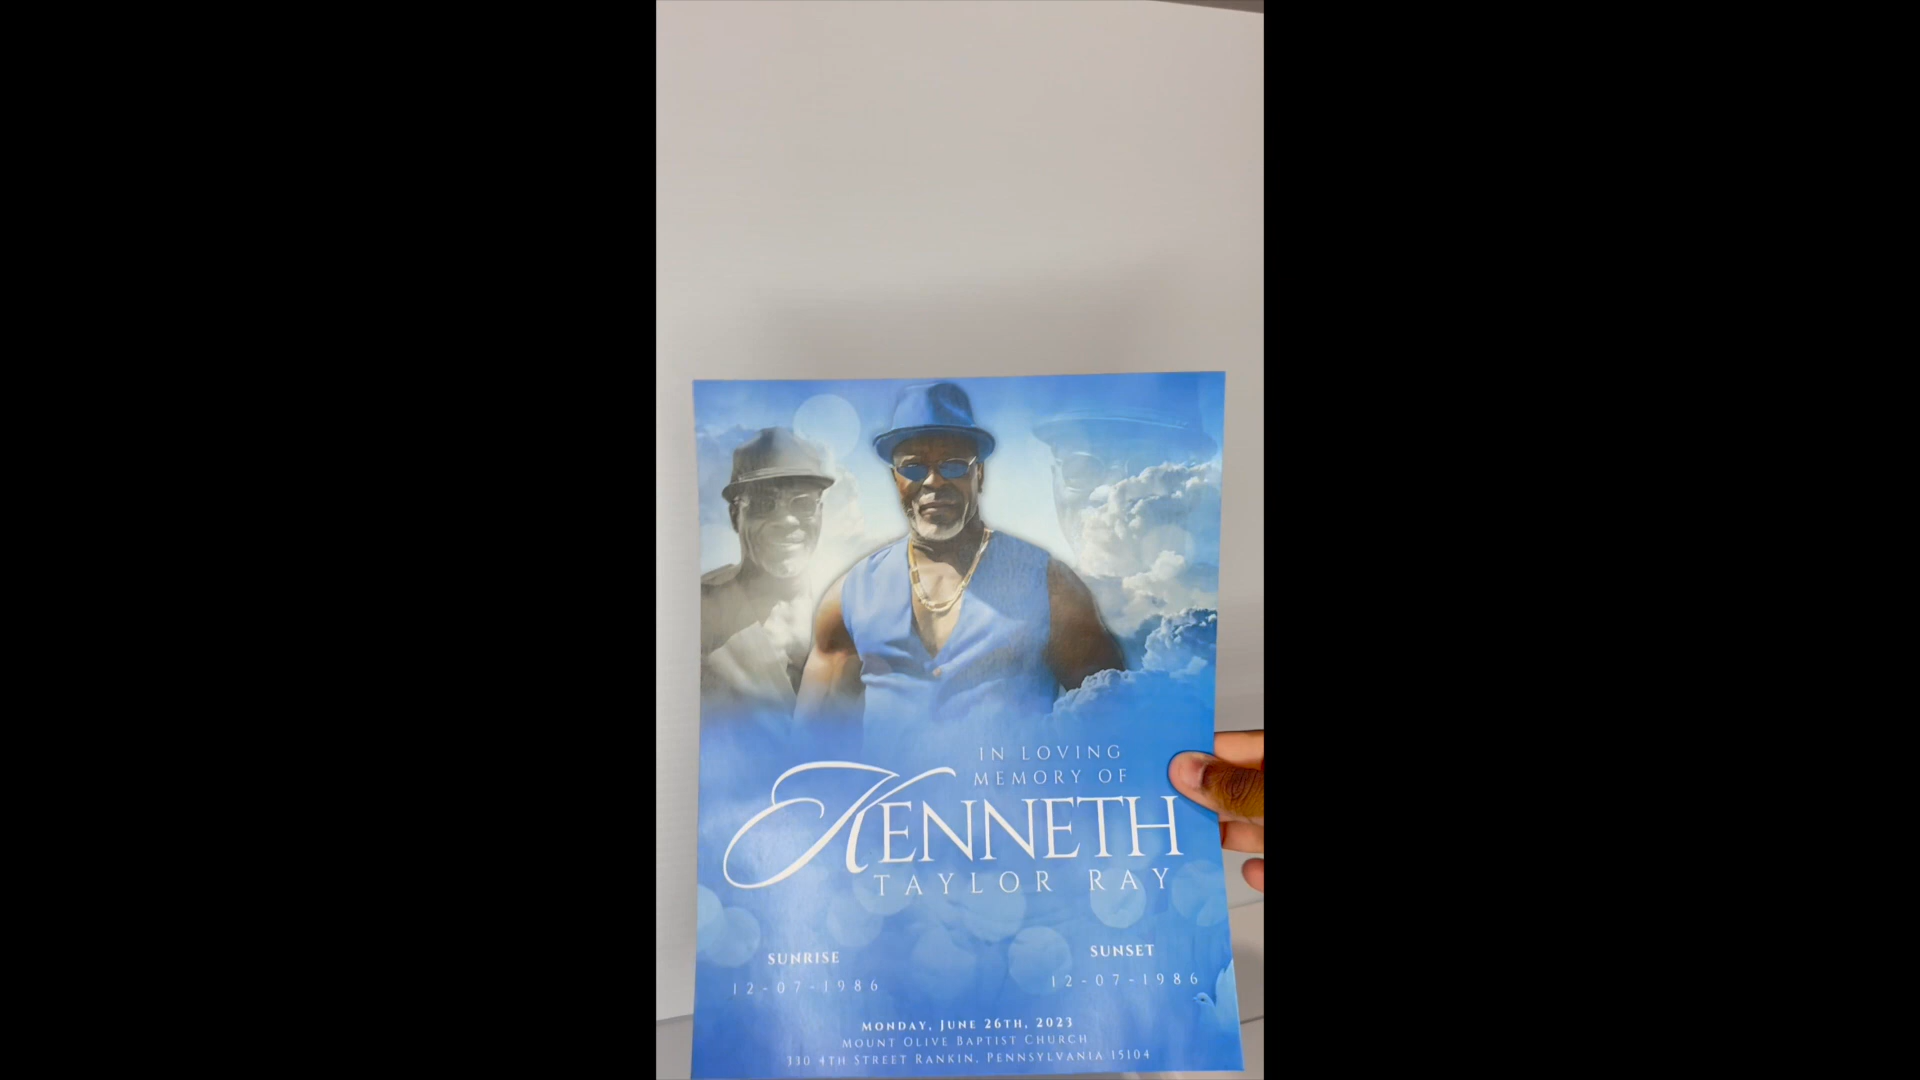 IN LOVING
MEMORY OF
KENNETH
TAYLOR RAY
SUNRISE
12-07-1986
SUNSET
12-07-1986
MONDAY, JUNE 26TH, 2023
MOUNT OLIVE BAPTIST CHURCH
330 4TH STREET RANKIN, PENNSYLVANIA 15104